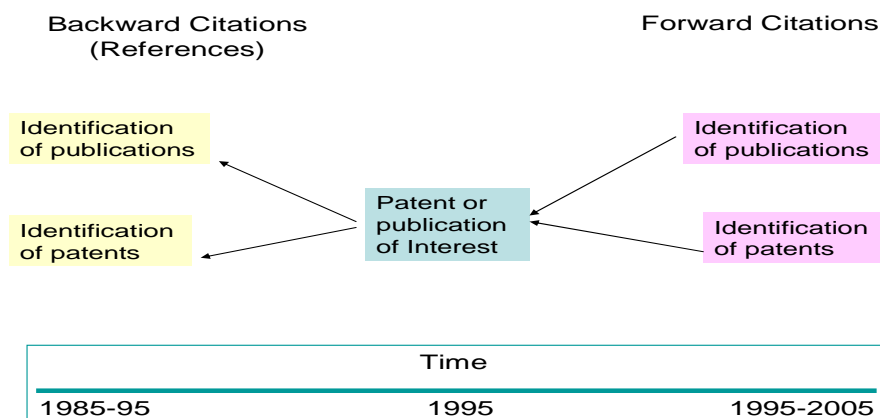 Backward Citations
(References)
Forward Citations
Identification
of publications
Identification
of publications
Patent or
publication
of Interest
Identification
of patents
Identification
of patents
Time
1985-95
1995
1995-2005